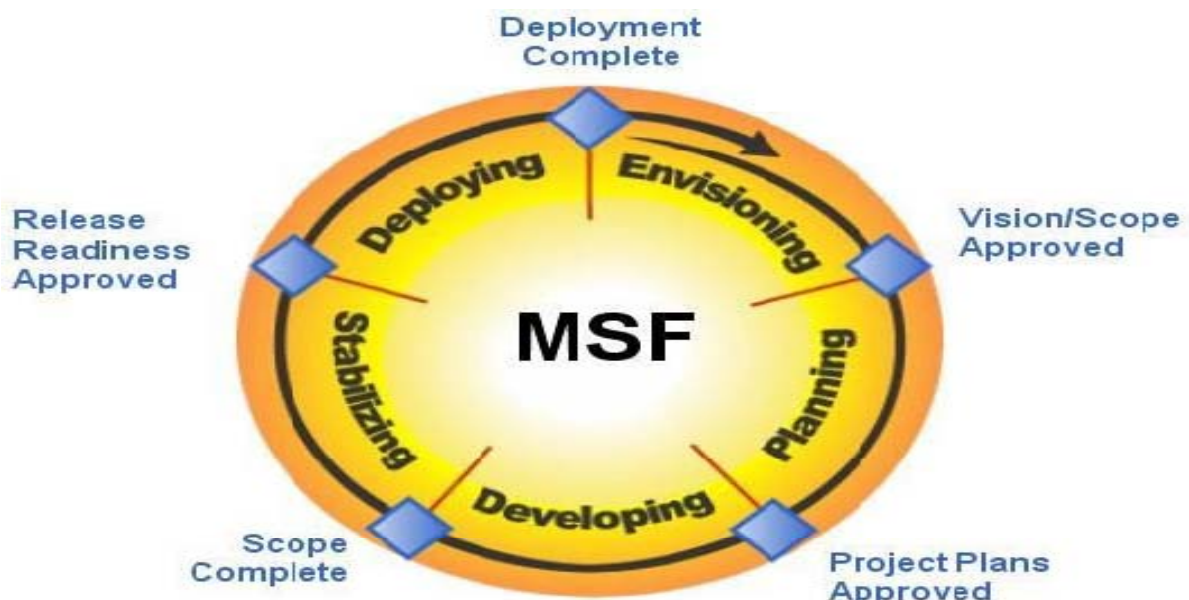 Deployment
Complete
Envisioning
Vision/Scope
Approved
Planning
Project Plans
Approved
Developing
Scope
Complete
Stabilizing
Release
Readiness
Approved
Deploying
MSF